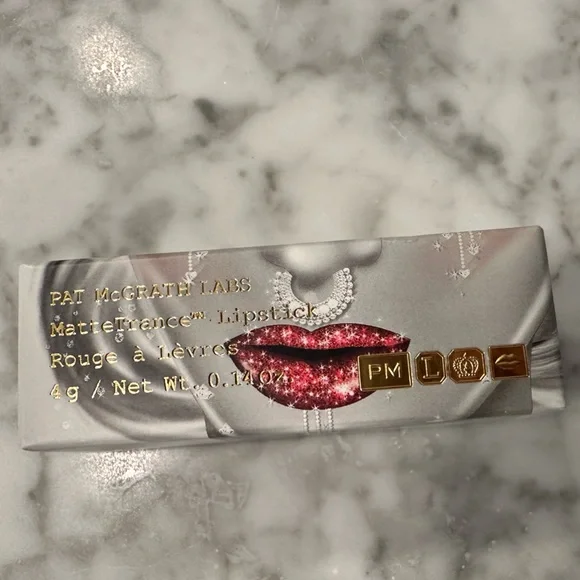 PAT McGRATH LABS
MatteTrance™ Lipstick
Rouge à Lèvres
4g / Net Wt. 0.14 Oz.
PM L